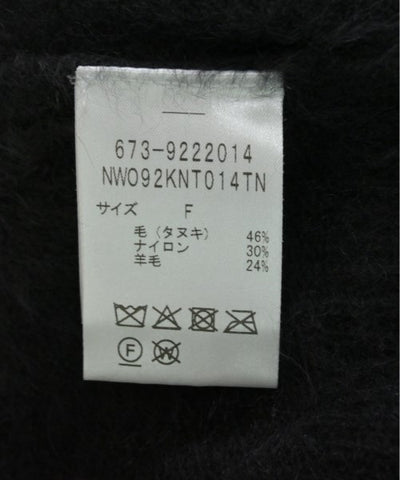 673-9222014
NW092KNT014TN
サイズ F
毛（タヌキ） 46%
ナイロン 30%
羊毛 24%
F W